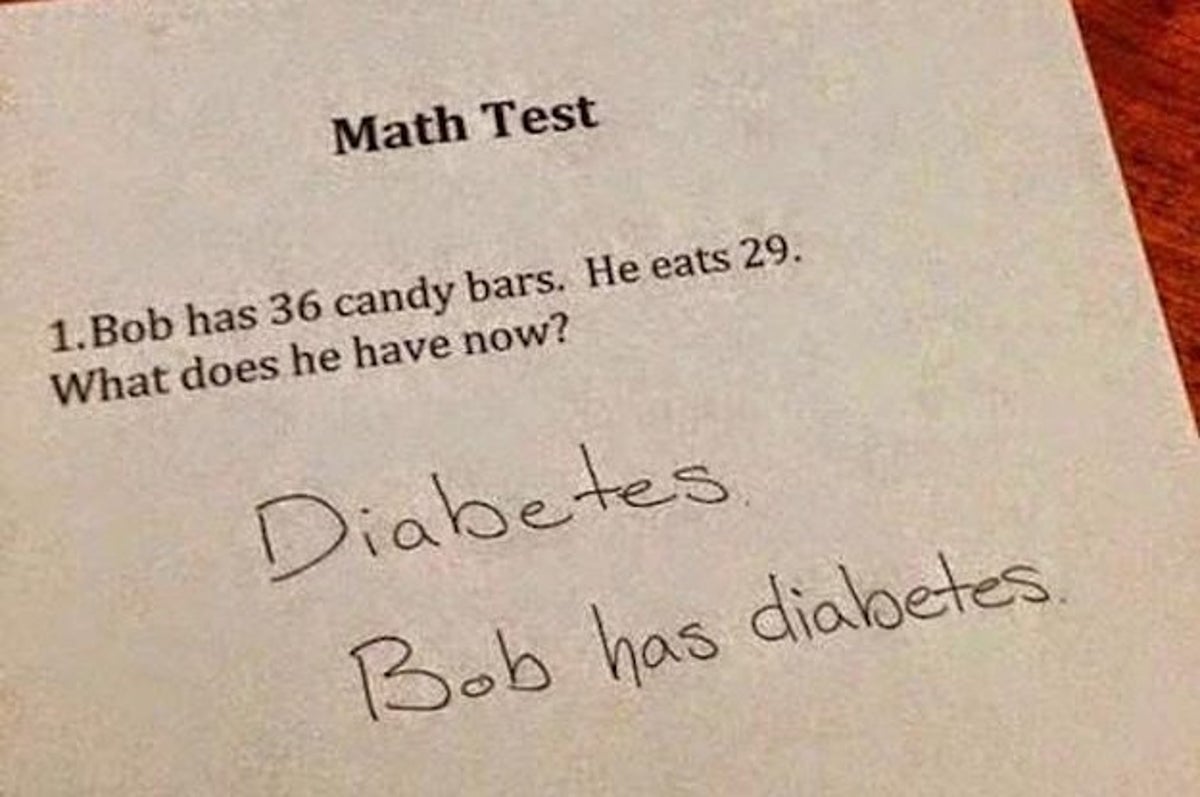 Math Test
1.Bob has 36 candy bars. He eats 29.
What does he have now?
Diabetes.
Bob has diabetes.